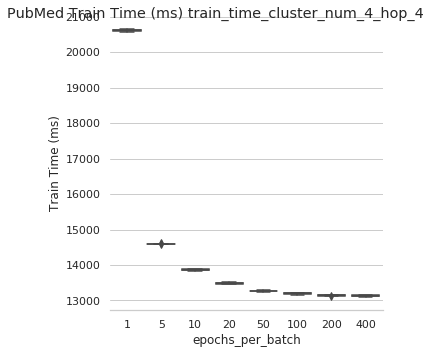 PubMed Train Time (ms) train_time_cluster_num_4_hop_4
21000
20000
19000
18000
17000
16000
15000
14000
13000
Train Time (ms)
1 5 10 20 50 100 200 400
epochs_per_batch